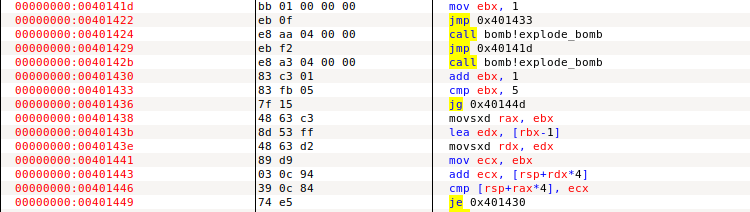 00000000:0040141d bb 01 00 00 00 mov ebx, 1
00000000:00401422 eb 0f jmp 0x401433
00000000:00401424 e8 aa 04 00 00 call bomb!explode_bomb
00000000:00401429 eb f2 jmp 0x40141d
00000000:0040142b e8 a3 04 00 00 call bomb!explode_bomb
00000000:00401430 83 c3 01 add ebx, 1
00000000:00401433 83 fb 05 cmp ebx, 5
00000000:00401436 7f 15 jg 0x40144d
00000000:00401438 48 63 c3 movsxd rax, ebx
00000000:0040143b 8d 53 ff lea edx, [rbx-1]
00000000:0040143e 48 63 d2 movsxd rdx, edx
00000000:00401441 89 d9 mov ecx, ebx
00000000:00401443 03 0c 94 add ecx, [rsp+rdx*4]
00000000:00401446 39 0c 84 cmp [rsp+rax*4], ecx
00000000:00401449 74 e5 je 0x401430